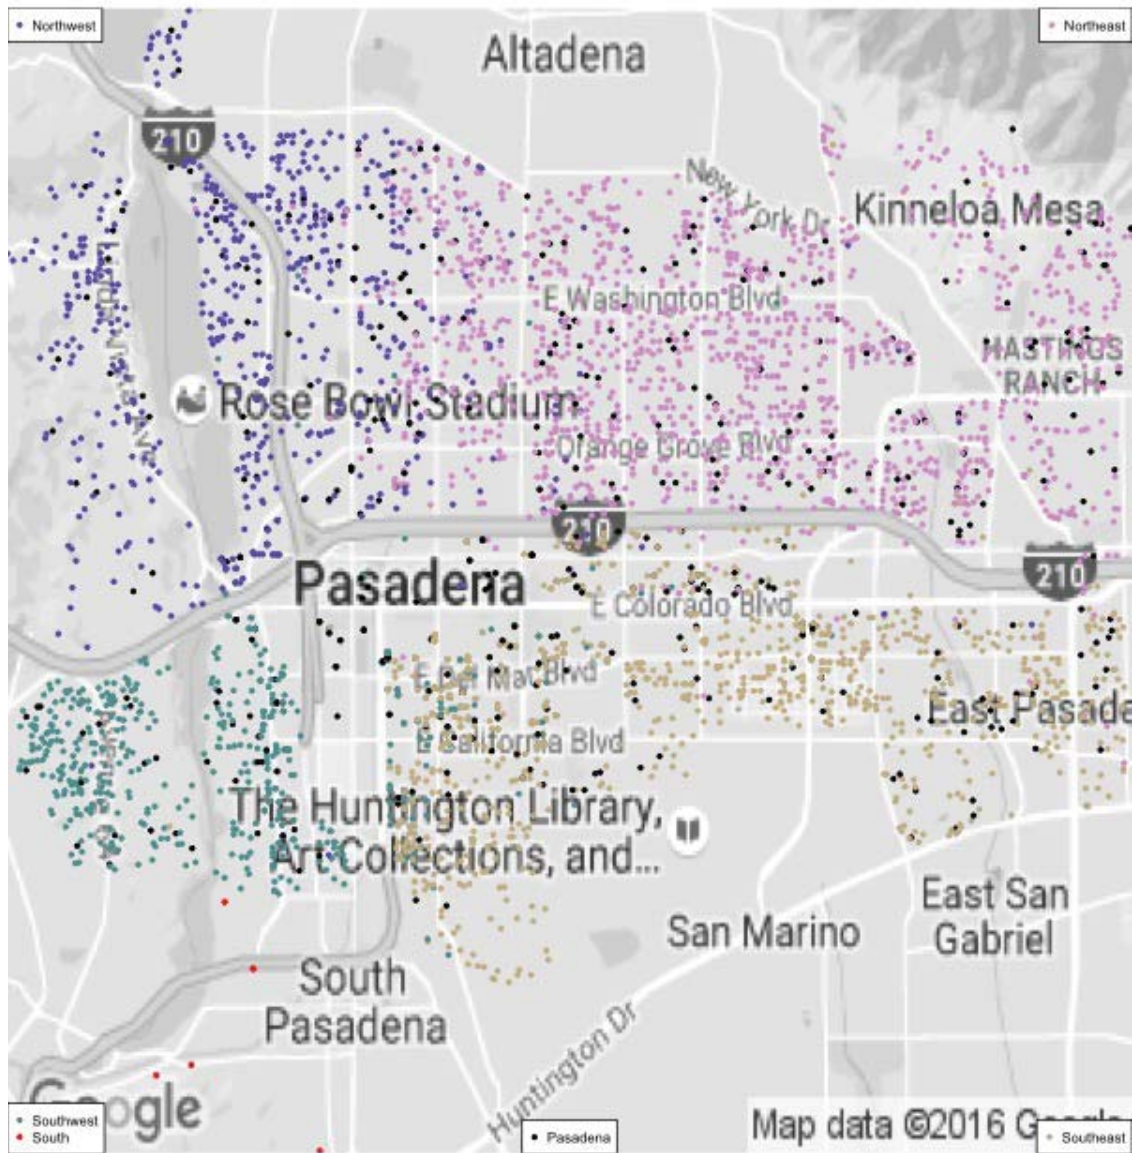 Northwest
Northeast
Altadena
210
New York Dr
Kinneloa Mesa
E Washington Blvd
HASTINGS
RANCH
Rose Bowl Stadium
Orange Grove Blvd
210
210
Pasadena
E Colorado Blvd
E Del Mar Blvd
East Pasade
E California Blvd
The Huntington Library,
Art Collections, and...
East San
Gabriel
San Marino
South
Pasadena
Huntington Dr
Google
Southwest
South
Pasadena
Map data ©2016 Google
Southeast